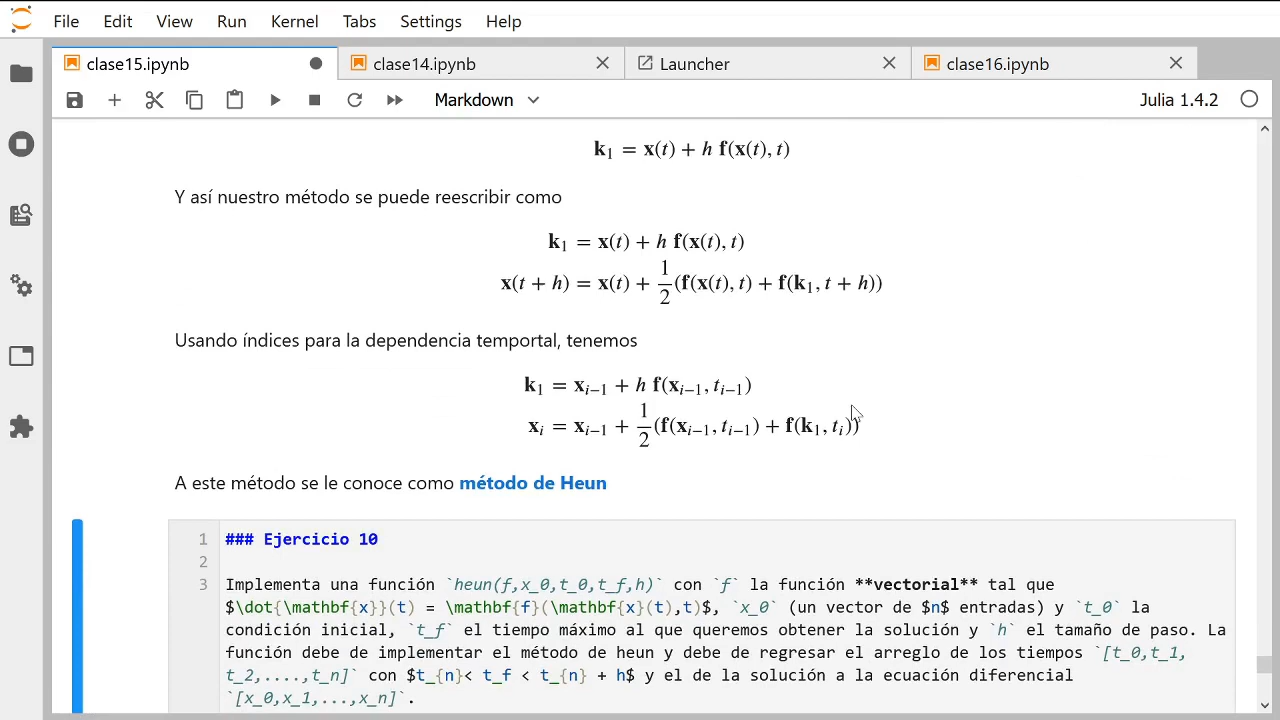 File Edit View Run Kernel Tabs Settings Help
clase15.ipynb clase14.ipynb Launcher clase16.ipynb
Markdown Julia 1.4.2
k₁ = x(t) + h f(x(t), t)
Y así nuestro método se puede reescribir como
k₁ = x(t) + h f(x(t), t)
x(t + h) = x(t) + 1/2 (f(x(t), t) + f(k₁, t + h))
Usando índices para la dependencia temportal, tenemos
k₁ = xᵢ₋₁ + h f(xᵢ₋₁, tᵢ₋₁)
xᵢ = xᵢ₋₁ + 1/2 (f(xᵢ₋₁, tᵢ₋₁) + f(k₁, tᵢ))
A este método se le conoce como método de Heun
1 ### Ejercicio 10
2
3 Implementa una función `heun(f,x_0,t_0,t_f,h)` con `f` la función **vectorial** tal que
$\dot{\mathbf{x}}(t) = \mathbf{f}(\mathbf{x}(t),t)$, `x_0` (un vector de $n$ entradas) y `t_0` la
condición inicial, `t_f` el tiempo máximo al que queremos obtener la solución y `h` el tamaño de paso. La
función debe de implementar el método de heun y debe de regresar el arreglo de los tiempos `[t_0,t_1,
t_2,....,t_n]` con $t_{n}< t_f < t_{n} + h$ y el de la solución a la ecuación diferencial
`[x_0,x_1,...,x_n]`.